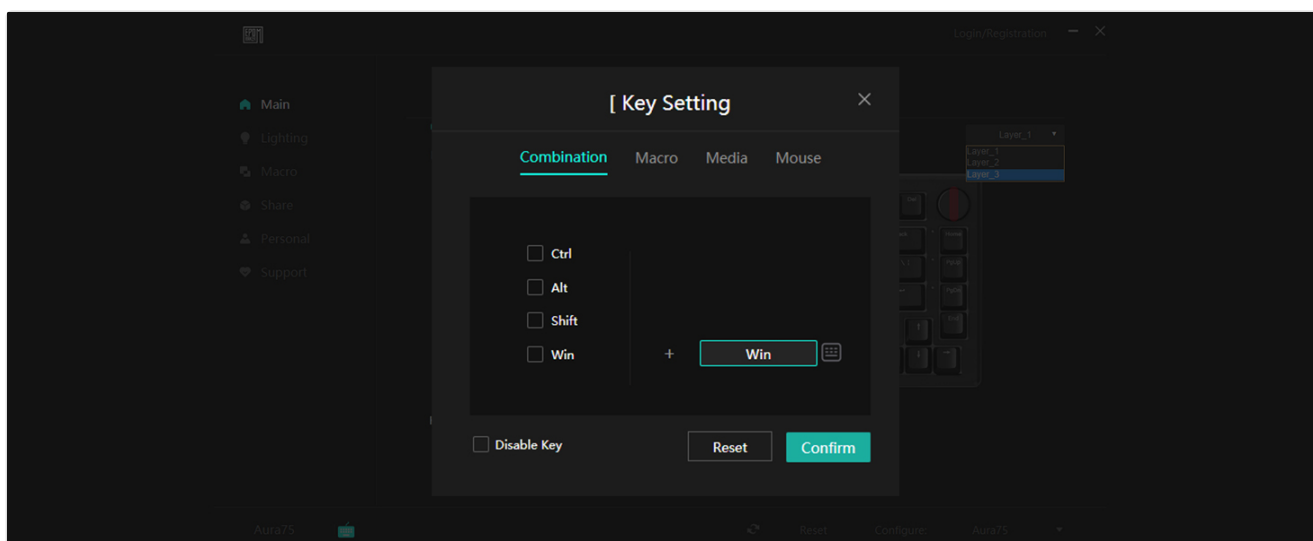 Login/Registration
[ Key Setting
Main
Lighting
Macro
Share
Personal
Support
Layer_1
Layer_1
Layer_2
Layer_3
Combination Macro Media Mouse
Ctrl
Alt
Shift
Win + Win
Disable Key Reset Confirm
Aura75 Reset Configure: Aura75